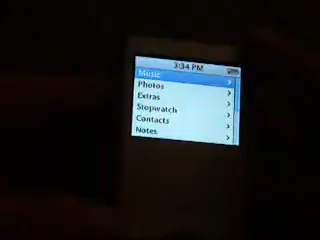 3:34 PM
Music
Photos
Extras
Stopwatch
Contacts
Notes